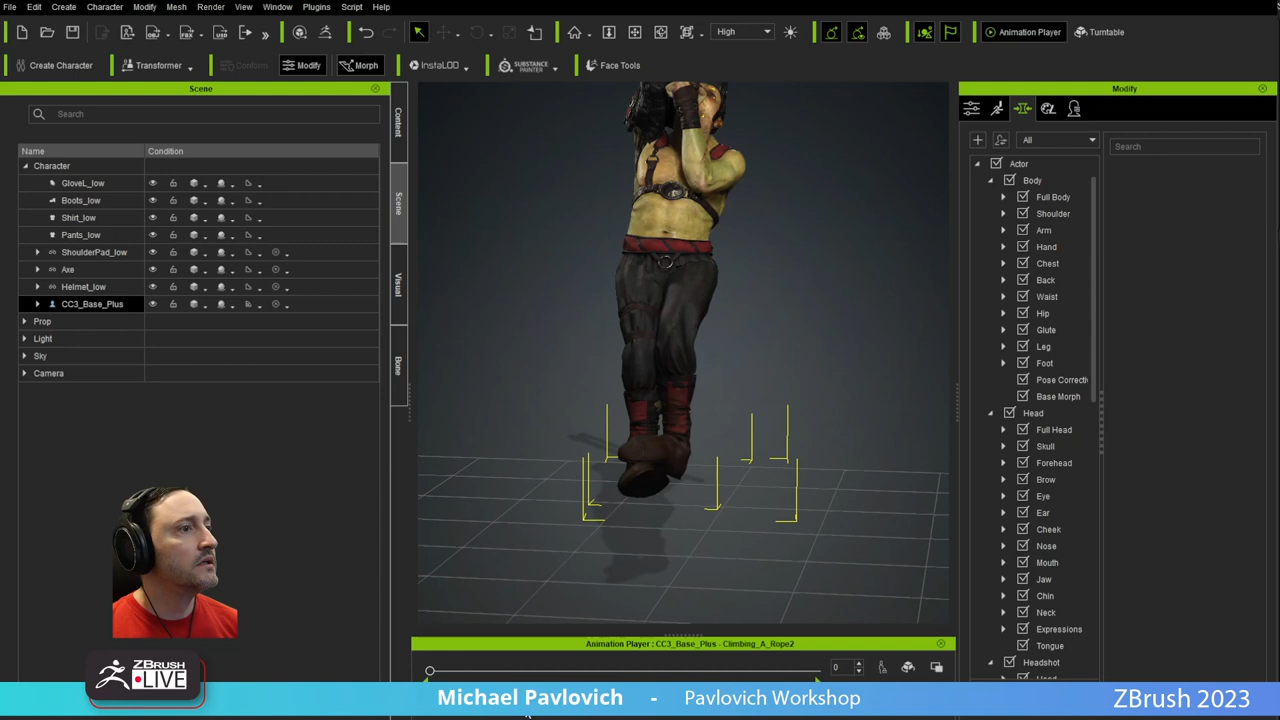 File Edit Create Character Modify Mesh Render View Window Plugins Script Help
High
Animation Player
Turntable
Create Character
Transformer
Conform
Modify
Morph
InstaLOD
SUBSTANCE PAINTER
Face Tools
Scene
Search
Name Condition
Character
GloveL_low
Boots_low
Shirt_low
Pants_low
ShoulderPad_low
Axe
Helmet_low
CC3_Base_Plus
Prop
Light
Sky
Camera
Content
Scene
Visual
Bone
Modify
All
Search
Actor
Body
Full Body
Shoulder
Arm
Hand
Chest
Back
Waist
Hip
Glute
Leg
Foot
Pose Correcti
Base Morph
Head
Full Head
Skull
Forehead
Brow
Eye
Ear
Cheek
Nose
Mouth
Jaw
Chin
Neck
Expressions
Tongue
Headshot
Animation Player : CC3_Base_Plus - Climbing_A_Rope2
0
ZBRUSH
LIVE
Michael Pavlovich - Pavlovich Workshop
ZBrush 2023